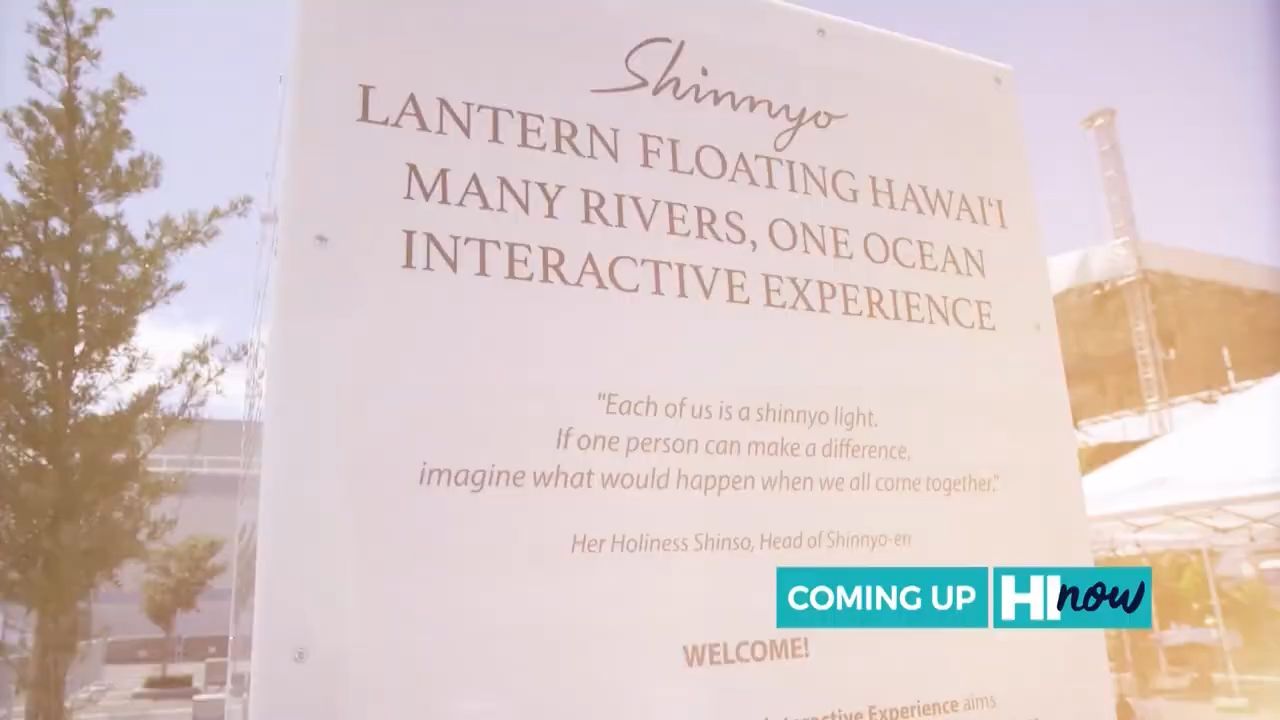 Shinnyo
LANTERN FLOATING HAWAIʻI
MANY RIVERS, ONE OCEAN
INTERACTIVE EXPERIENCE
"Each of us is a shinnyo light.
If one person can make a difference,
imagine what would happen when we all come together."
Her Holiness Shinso, Head of Shinnyo-en
COMING UP HI now
WELCOME!
Interactive Experience aims